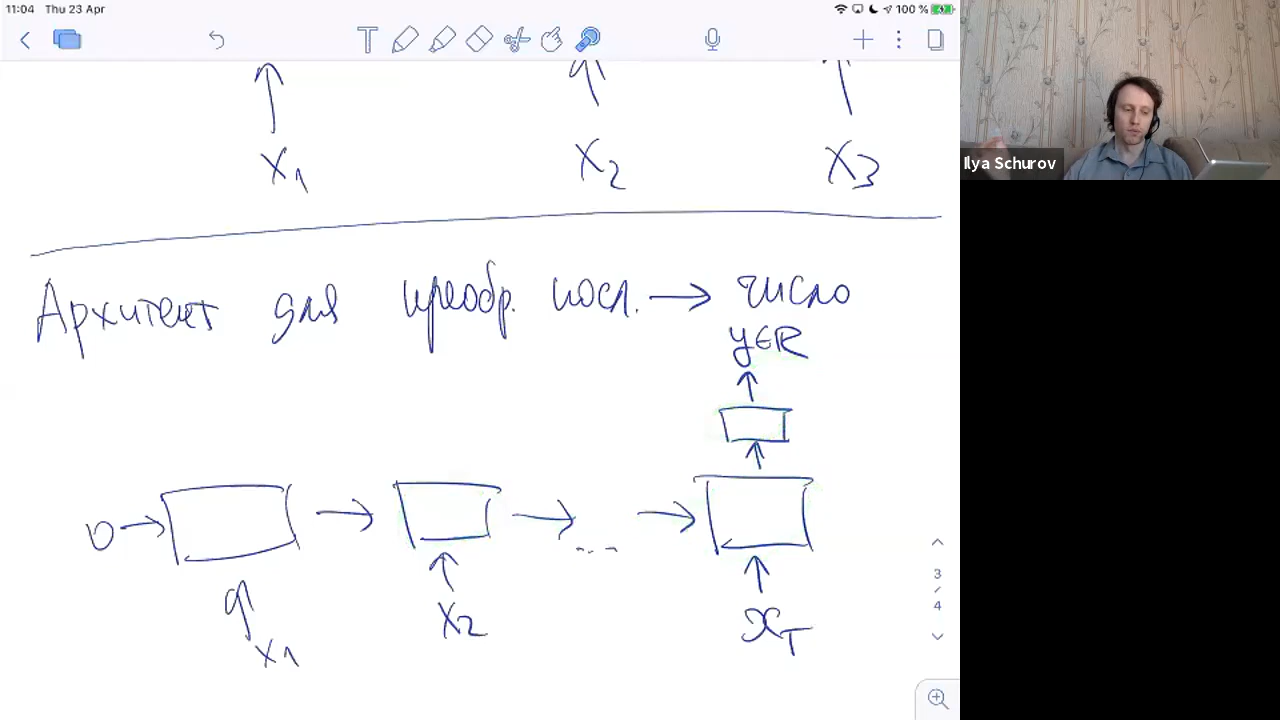 11:04 Thu 23 Apr
100 %
T
Ilya Schurov
x1 x2 x3
Архитект для преобр. посл. → число
y∈R
0 → → → ... →
x1 x2 xT
3
/
4